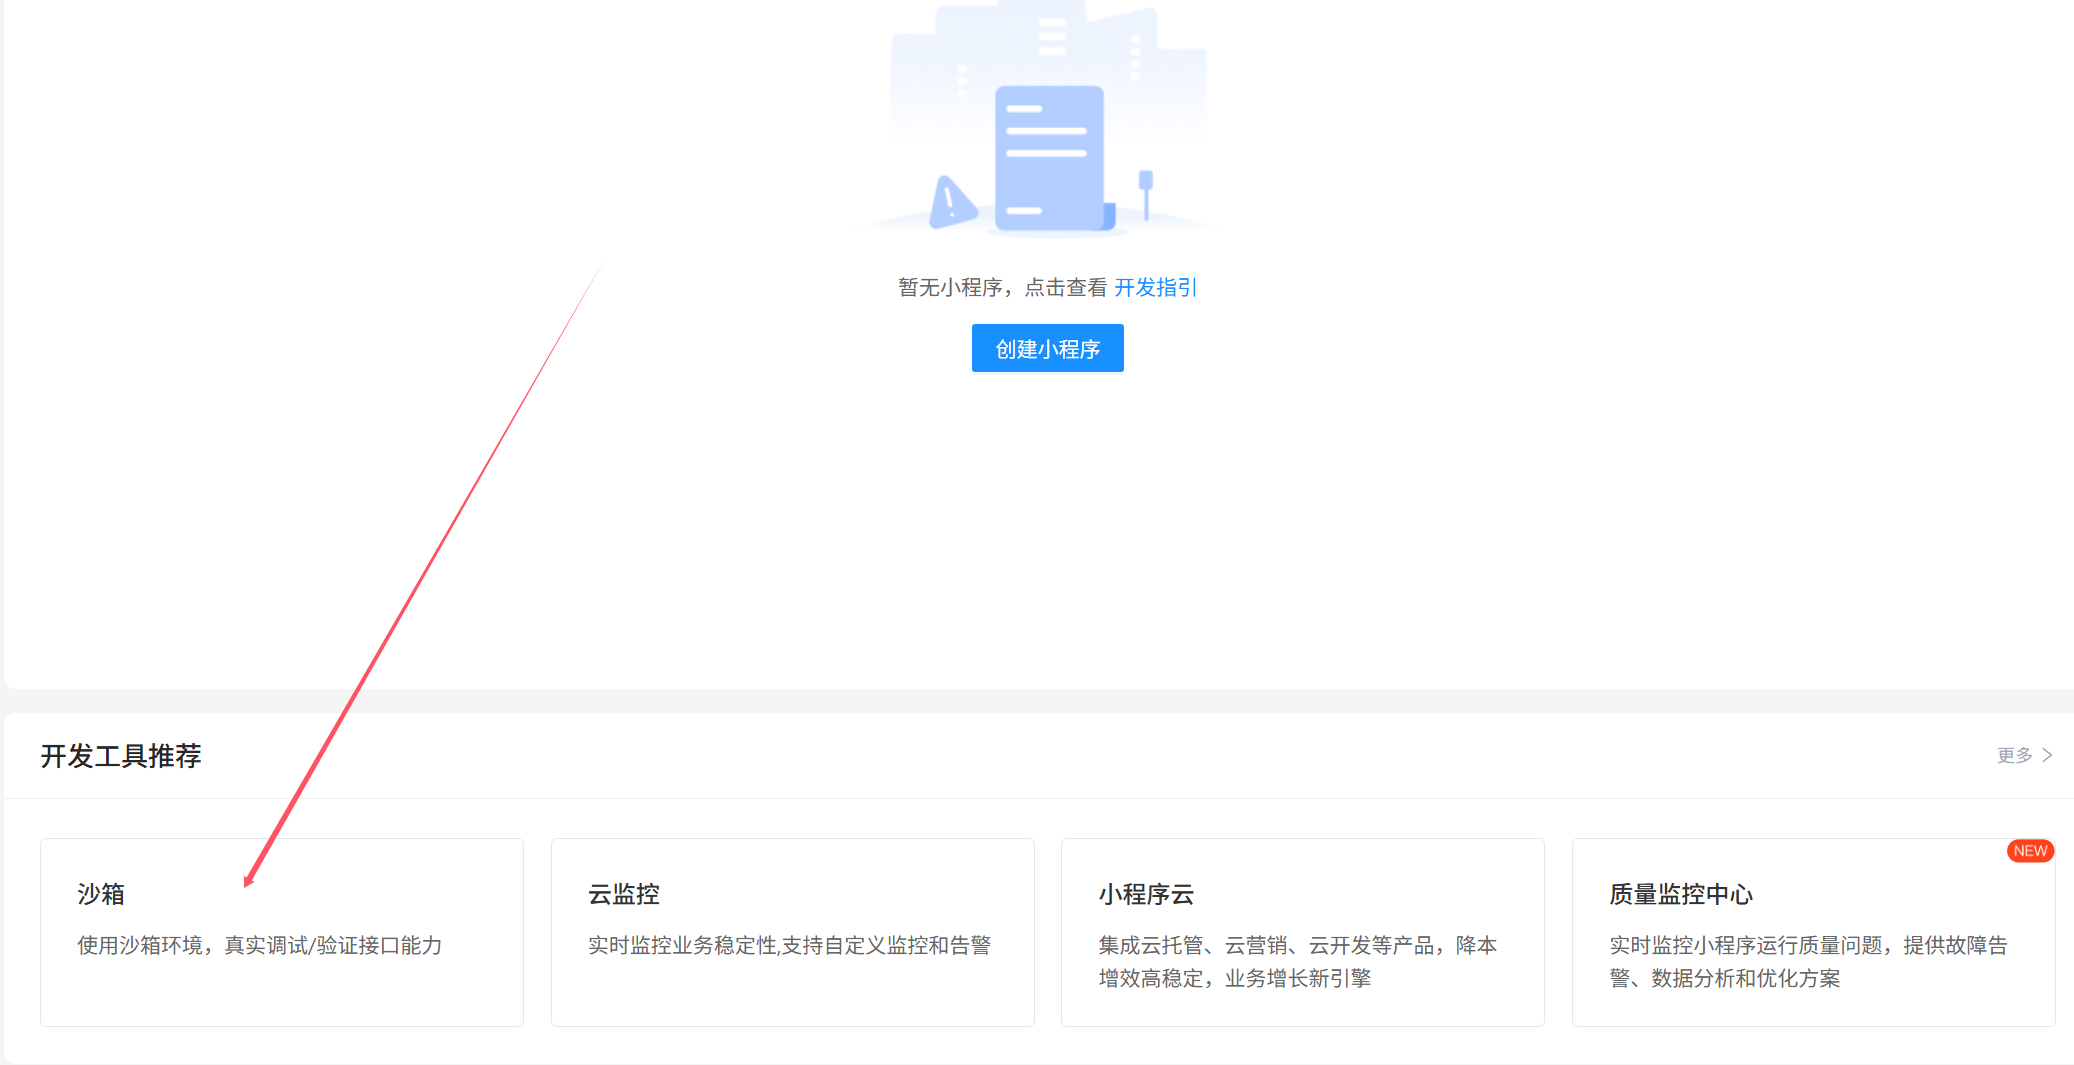 暂无小程序，点击查看 开发指引
创建小程序
开发工具推荐
更多
NEW
沙箱
使用沙箱环境，真实调试/验证接口能力
云监控
实时监控业务稳定性,支持自定义监控和告警
小程序云
集成云托管、云营销、云开发等产品，降本
增效高稳定，业务增长新引擎
质量监控中心
实时监控小程序运行质量问题，提供故障告
警、数据分析和优化方案